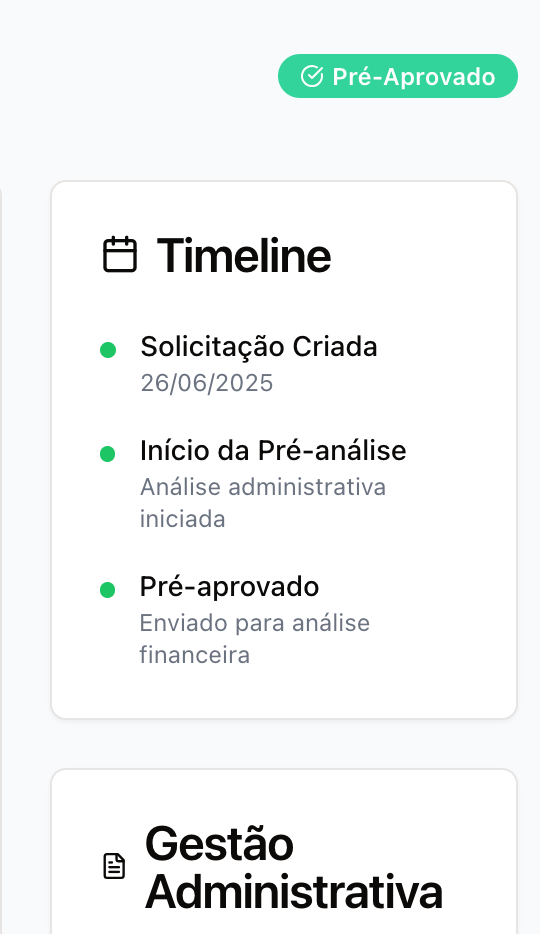 Pré-Aprovado
Timeline
Solicitação Criada
26/06/2025
Início da Pré-análise
Análise administrativa
iniciada
Pré-aprovado
Enviado para análise
financeira
Gestão
Administrativa